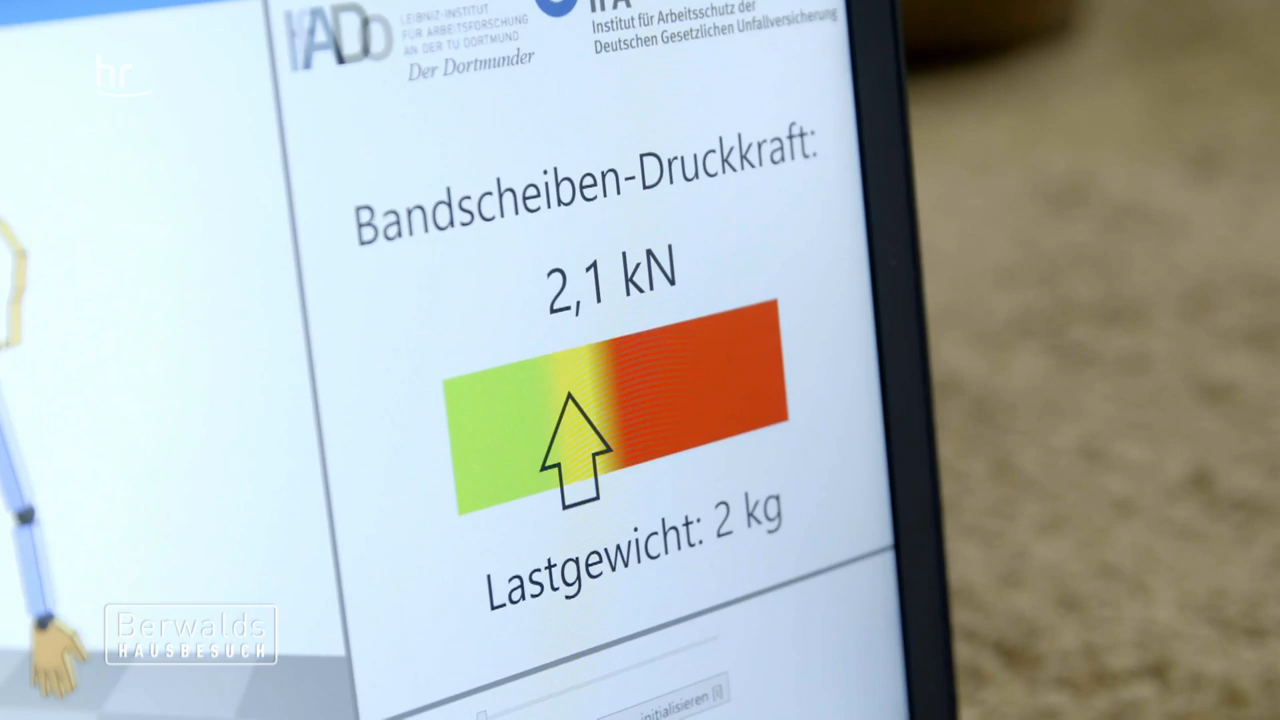 IFADo
LEIBNIZ-INSTITUT
FÜR ARBEITSFORSCHUNG
AN DER TU DORTMUND
Der Dortmunder
IFA
Institut für Arbeitsschutz der
Deutschen Gesetzlichen Unfallversicherung
hr
Bandscheiben-Druckkraft:
2,1 kN
Lastgewicht: 2 kg
Berwalds
HAUSBESUCH
initialisieren [i]